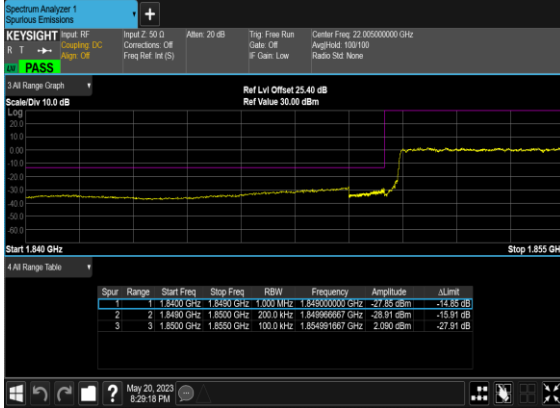 Spectrum Analyzer 1
Spurious Emissions
+
KEYSIGHT Input: RF Input Z: 50 Ω Atten: 20 dB Trig: Free Run Center Freq: 22.005000000 GHz
R T Coupling: DC Corrections: Off Gate: Off Avg|Hold: 100/100
Align: Off Freq Ref: Int (S) IF Gain: Low Radio Std: None
PASS
3 All Range Graph Ref Lvl Offset 25.40 dB
Scale/Div 10.0 dB Ref Value 30.00 dBm
Log
20.0
10.0
0.00
-10.0
-20.0
-30.0
-40.0
-50.0
-60.0
Start 1.840 GHz Stop 1.855 GH
4 All Range Table
Spur Range Start Freq Stop Freq RBW Frequency Amplitude ΔLimit
1 1 1.8400 GHz 1.8490 GHz 1.000 MHz 1.849000000 GHz -27.85 dBm -14.85 dB
2 2 1.8490 GHz 1.8500 GHz 200.0 kHz 1.849966667 GHz -28.91 dBm -15.91 dB
3 3 1.8500 GHz 1.8550 GHz 100.0 kHz 1.854991667 GHz 2.090 dBm -27.91 dB
? May 20, 2023
8:29:18 PM